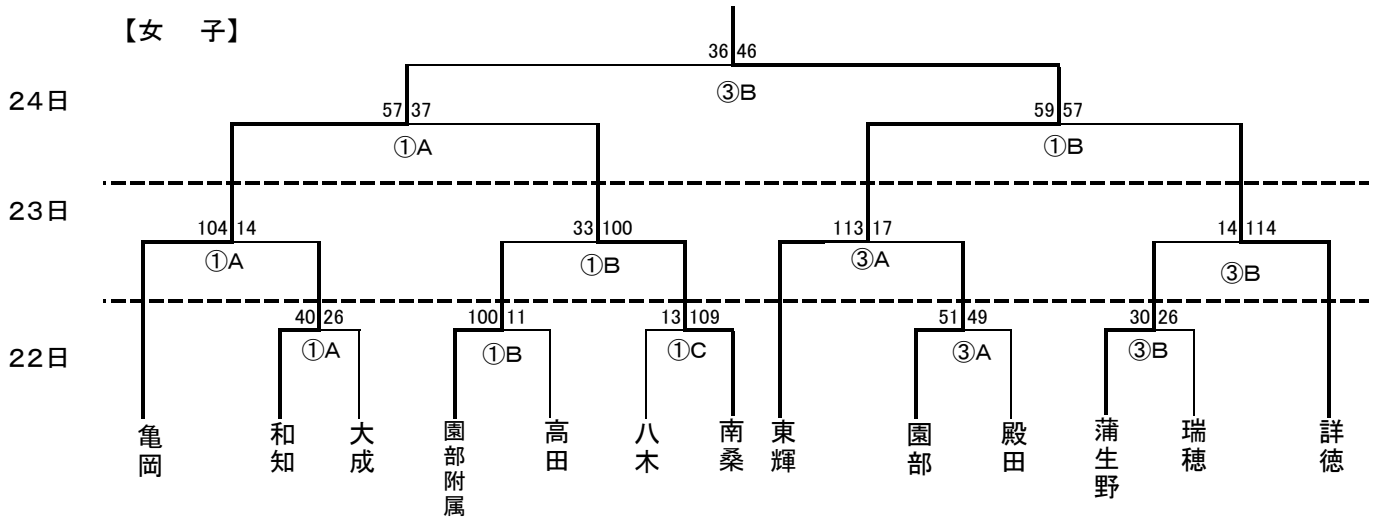 【女 子】
36 46
24日
③B
57 37
59 57
①A
①B
23日
104 14
33 100
113 17
14 114
①A
①B
③A
③B
40 26
100 11
13 109
51 49
30 26
22日
①A
①B
①C
③A
③B
亀岡
和知
大成
園部附属
高田
八木
南桑
東輝
園部
殿田
蒲生野
瑞穂
詳徳